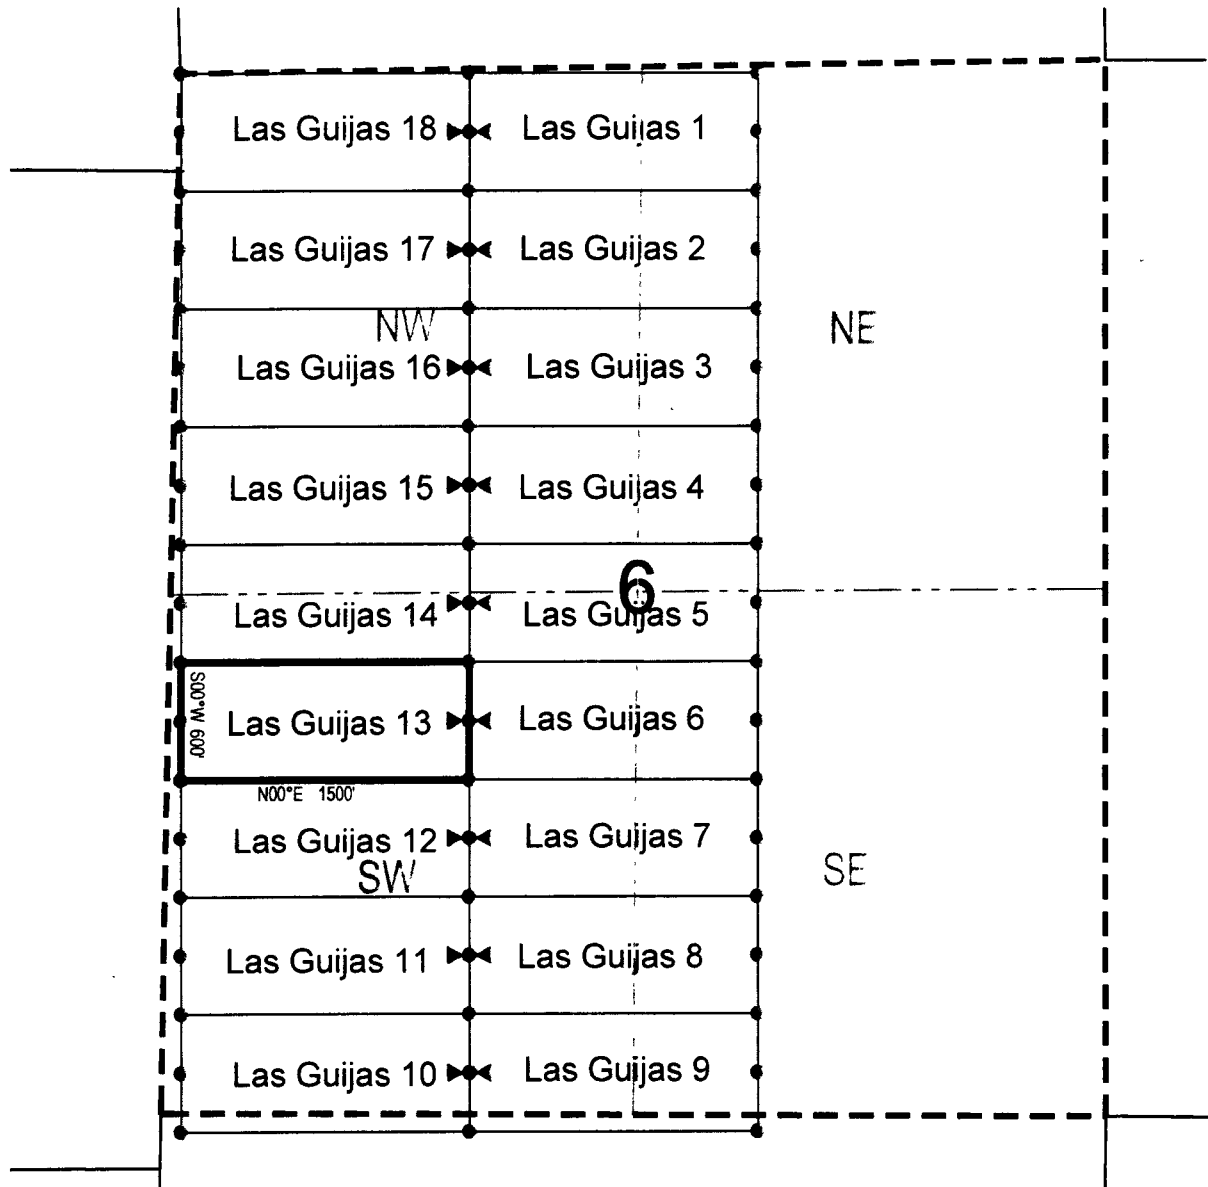 Las Guijas 18 Las Guijas 1
Las Guijas 17 Las Guijas 2
NW NE
Las Guijas 16 Las Guijas 3
Las Guijas 15 Las Guijas 4
6
Las Guijas 14 Las Guijas 5
S00°W 600'
Las Guijas 13 Las Guijas 6
N00°E 1500'
Las Guijas 12 Las Guijas 7
SW SE
Las Guijas 11 Las Guijas 8
Las Guijas 10 Las Guijas 9